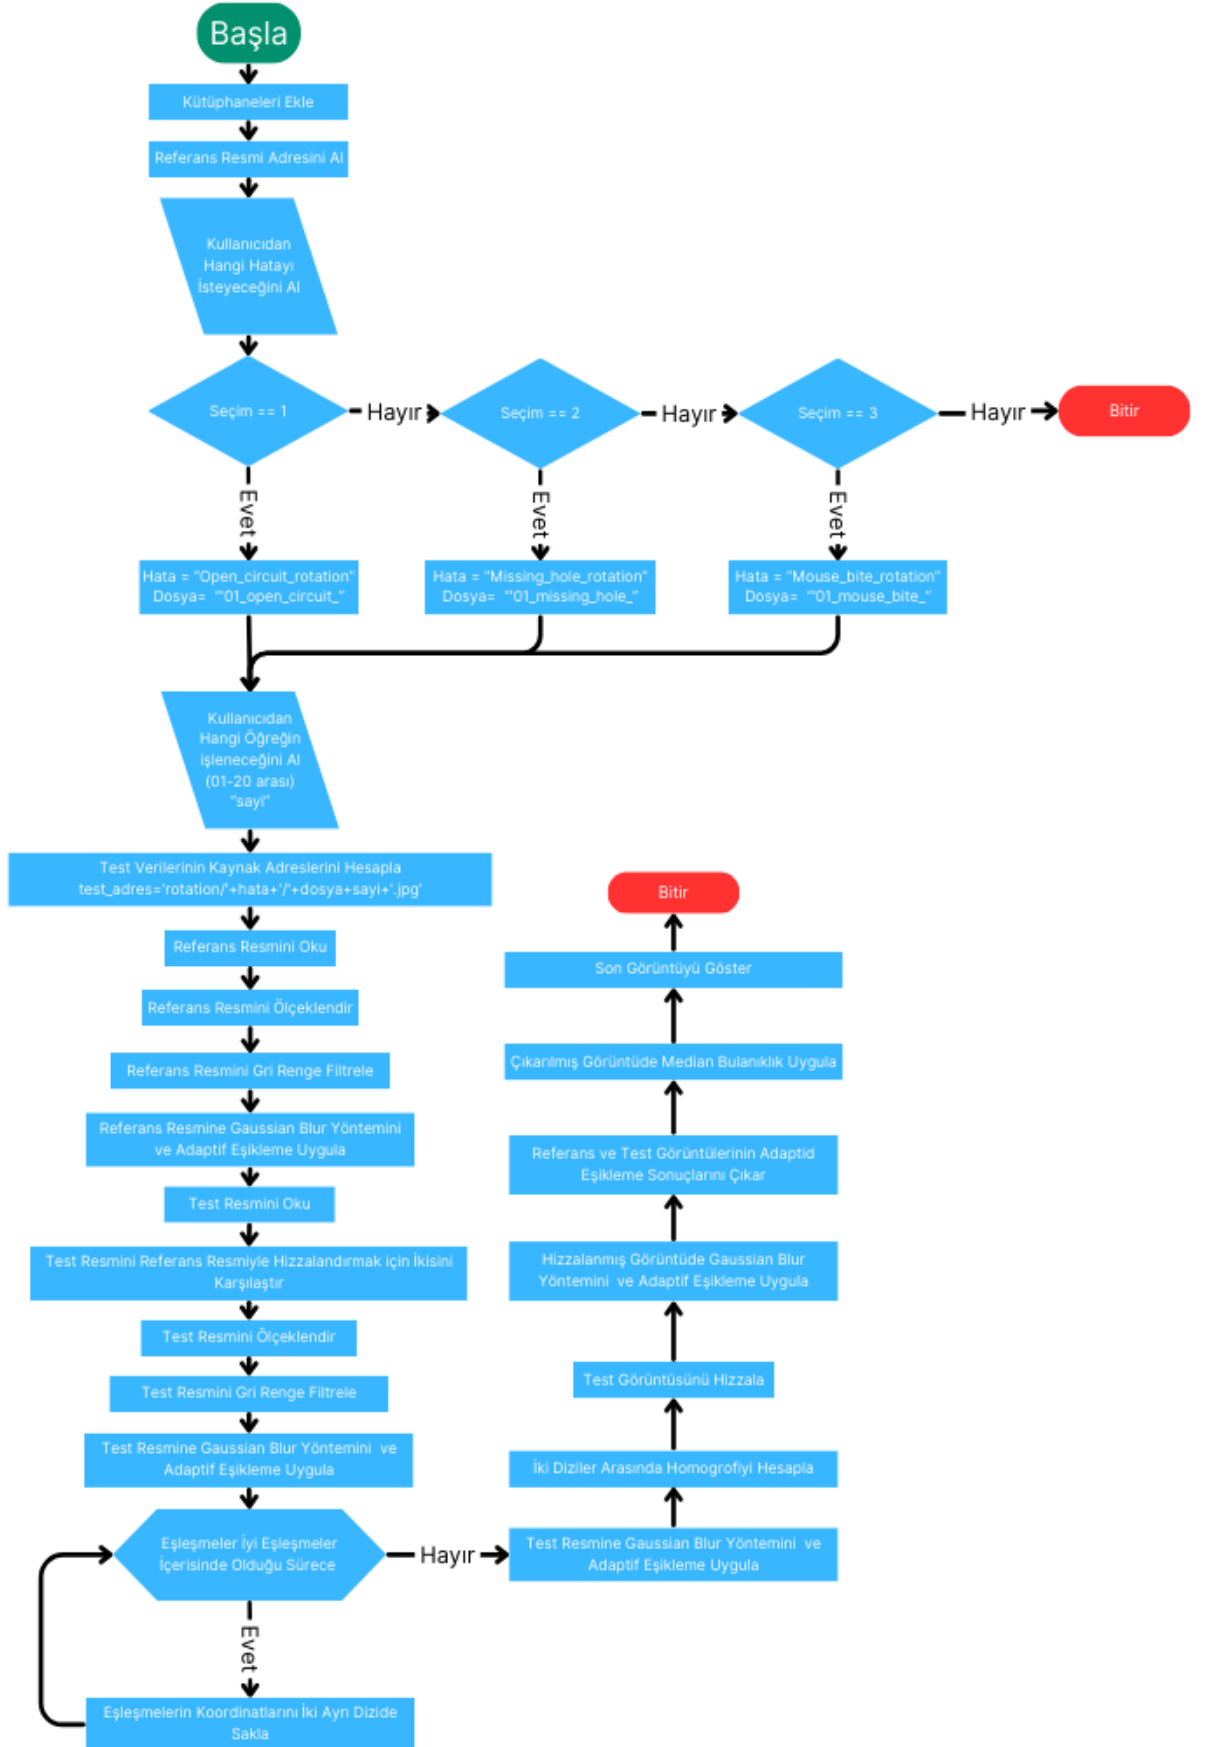 Başla
Kütüphaneleri Ekle
Referans Resmi Adresini Al
Kullanıcıdan
Hangi Hatayı
İsteyeceğini Al
Seçim == 1
Hayır
Seçim == 2
Hayır
Seçim == 3
Hayır
Bitir
Evet
Evet
Evet
Hata = "Open_circuit_rotation"
Dosya= '"01_open_circuit_"
Hata = "Missing_hole_rotation"
Dosya= '"01_missing_hole_"
Hata = "Mouse_bite_rotation"
Dosya= '"01_mouse_bite_"
Kullanıcıdan
Hangi Öğreğin
işleneceğini Al
(01-20 arası)
"sayi"
Test Verilerinin Kaynak Adreslerini Hesapla
test_adres='rotation/'+hata+'/'+dosya+sayi+'.jpg'
Referans Resmini Oku
Referans Resmini Ölçeklendir
Referans Resmini Gri Renge Filtrele
Referans Resmine Gaussian Blur Yöntemini
ve Adaptif Eşikleme Uygula
Test Resmini Oku
Test Resmini Referans Resmiyle Hizzalandırmak için İkisini
Karşılaştır
Test Resmini Ölçeklendir
Test Resmini Gri Renge Filtrele
Test Resmine Gaussian Blur Yöntemini ve
Adaptif Eşikleme Uygula
Eşleşmeler İyi Eşleşmeler
İçerisinde Olduğu Sürece
Evet
Eşleşmelerin Koordinatlarını İki Ayrı Dizide
Sakla
Hayır
Test Resmine Gaussian Blur Yöntemini ve
Adaptif Eşikleme Uygula
İki Diziler Arasında Homogrofiyi Hesapla
Test Görüntüsünü Hizzala
Hizzalanmış Görüntüde Gaussian Blur
Yöntemini ve Adaptif Eşikleme Uygula
Referans ve Test Görüntülerinin Adaptid
Eşikleme Sonuçlarını Çıkar
Çıkarılmış Görüntüde Median Bulanıklık Uygula
Son Görüntüyü Göster
Bitir